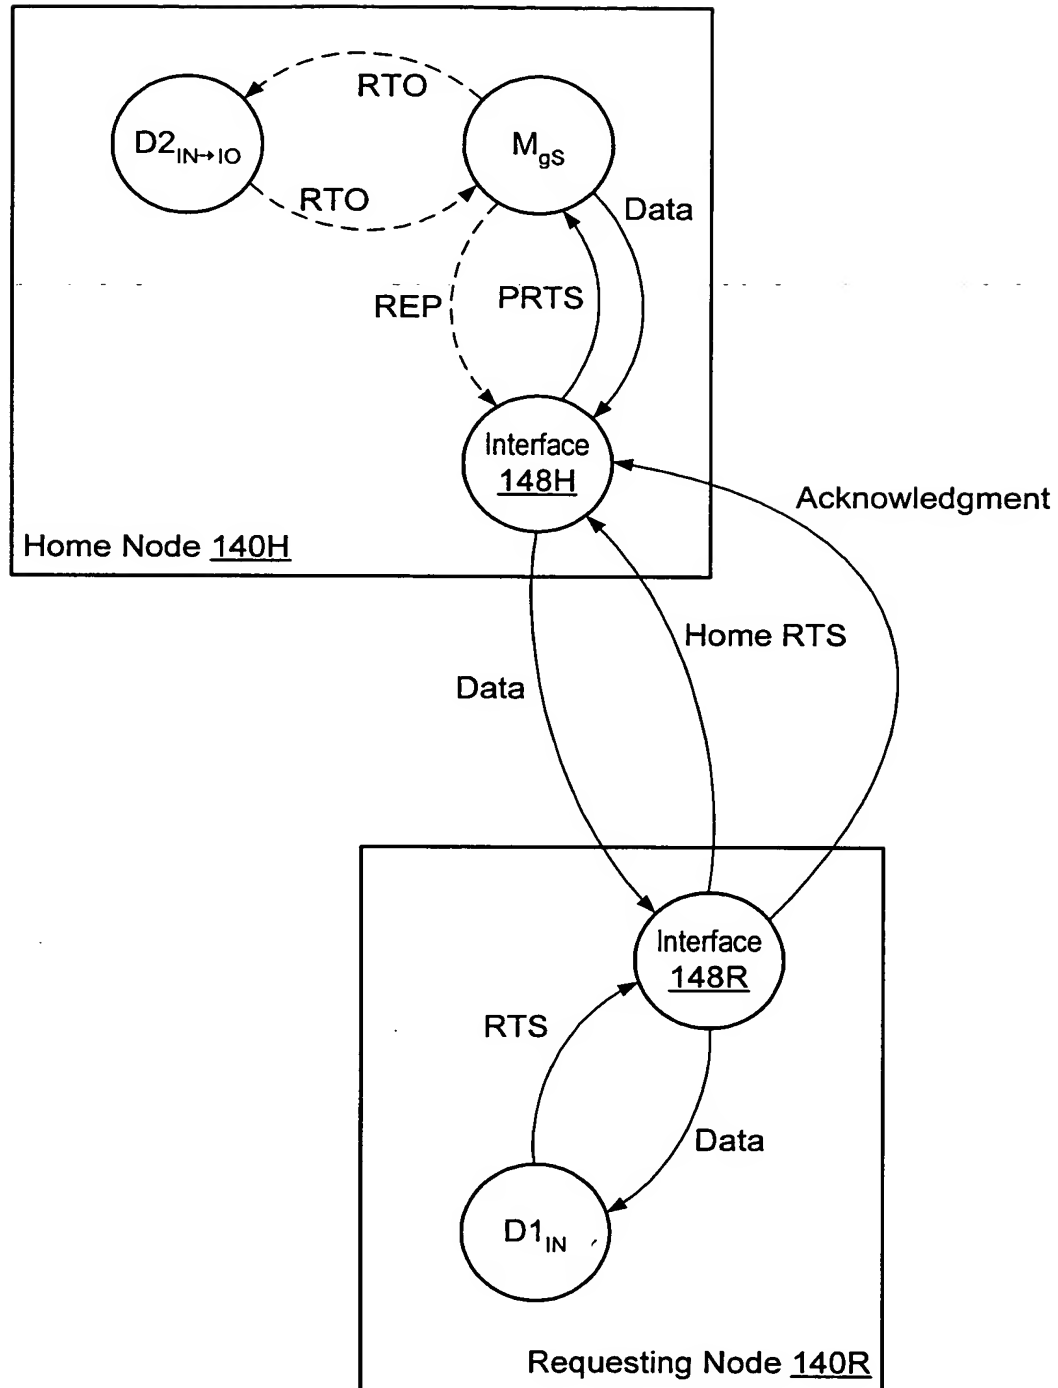 RTO
D2IN→IO
MgS
RTO
Data
REP
PRTS
Interface
148H
Acknowledgment
Home Node 140H
Home RTS
Data
Interface
148R
RTS
Data
D1IN
Requesting Node 140R